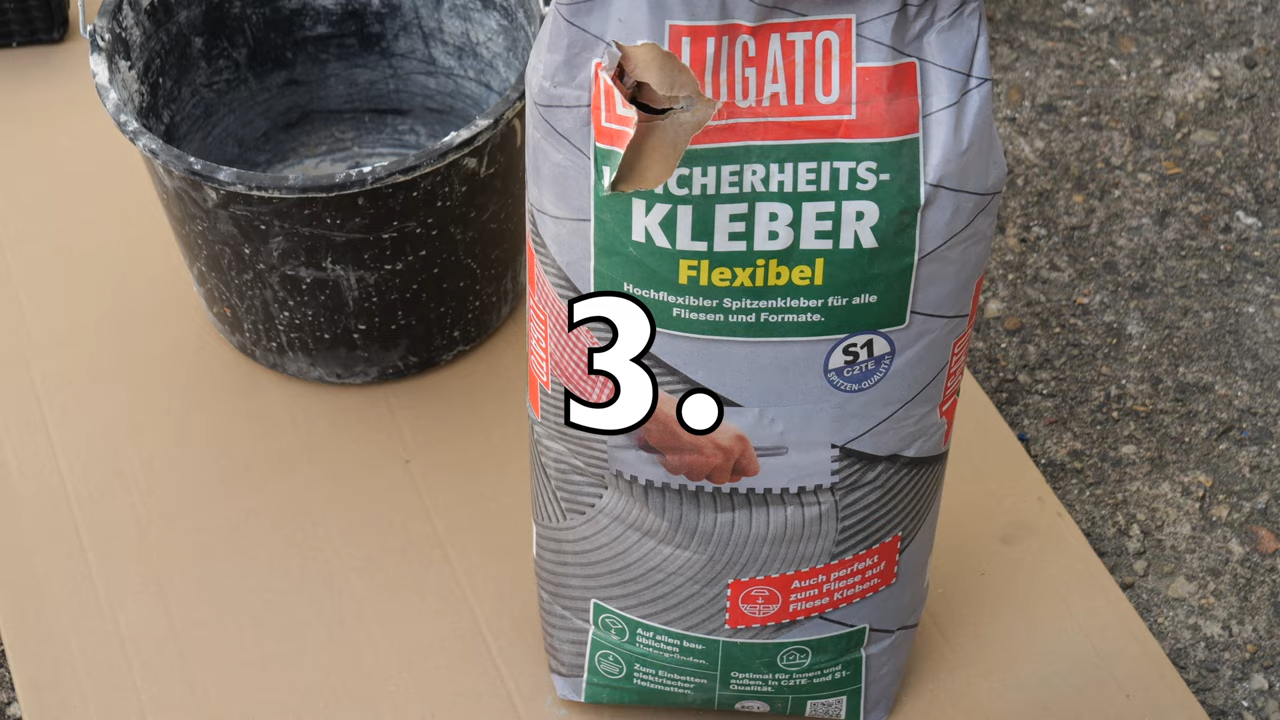 LUGATO
SICHERHEITS-
KLEBER
Flexibel
Hochflexibler Spitzenkleber für alle
Fliesen und Formate.
S1
C2TE
SPITZEN-QUALITÄT
3.
Auch perfekt
zum Fliese auf
Fliese Kleben.
Auf allen bau-
üblichen
Untergründen.
Zum Einbetten
elektrischer
Heizmatten.
Optimal für innen und
außen. In C2TE- und S1-
Qualität.